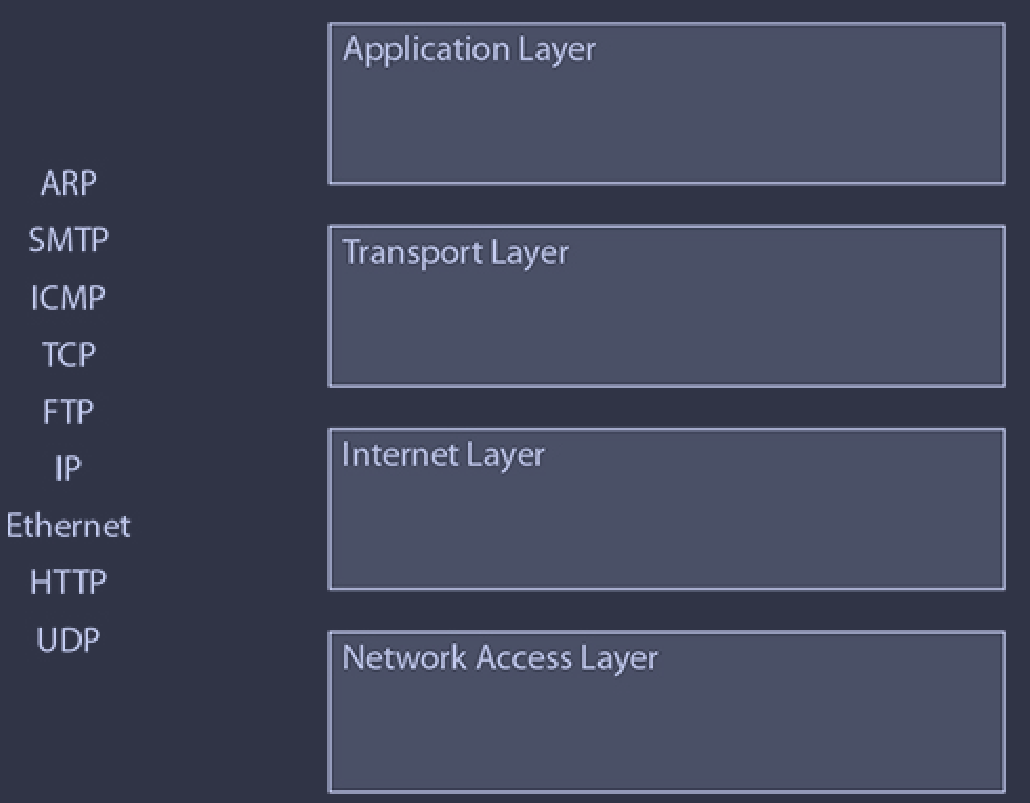 Application Layer
ARP
SMTP
Transport Layer
ICMP
TCP
FTP
Internet Layer
IP
Ethernet
HTTP
UDP
Network Access Layer